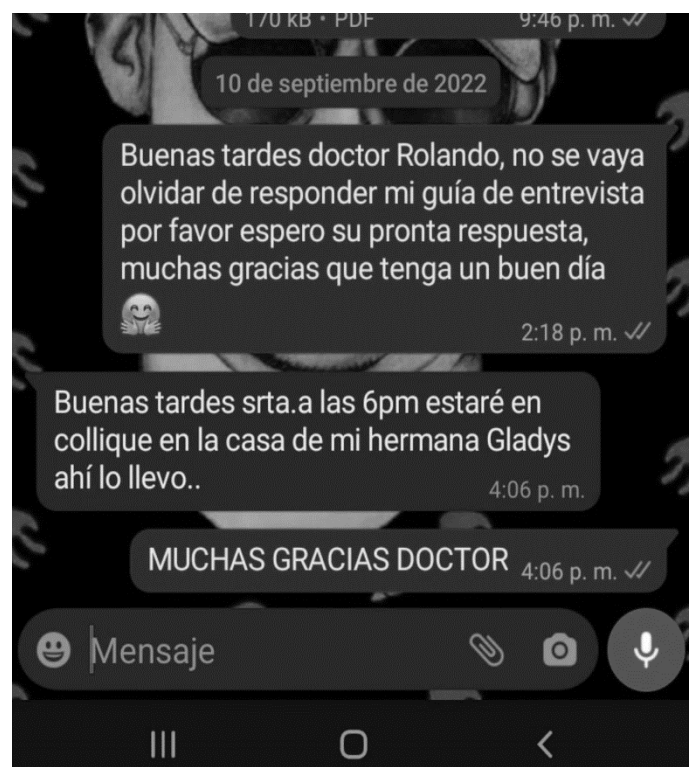 170 kB • PDF 9:46 p. m.
10 de septiembre de 2022
Buenas tardes doctor Rolando, no se vaya
olvidar de responder mi guía de entrevista
por favor espero su pronta respuesta,
muchas gracias que tenga un buen día
🤗
2:18 p. m.
Buenas tardes srta.a las 6pm estaré en
collique en la casa de mi hermana Gladys
ahí lo llevo..
4:06 p. m.
MUCHAS GRACIAS DOCTOR 4:06 p. m.
Mensaje